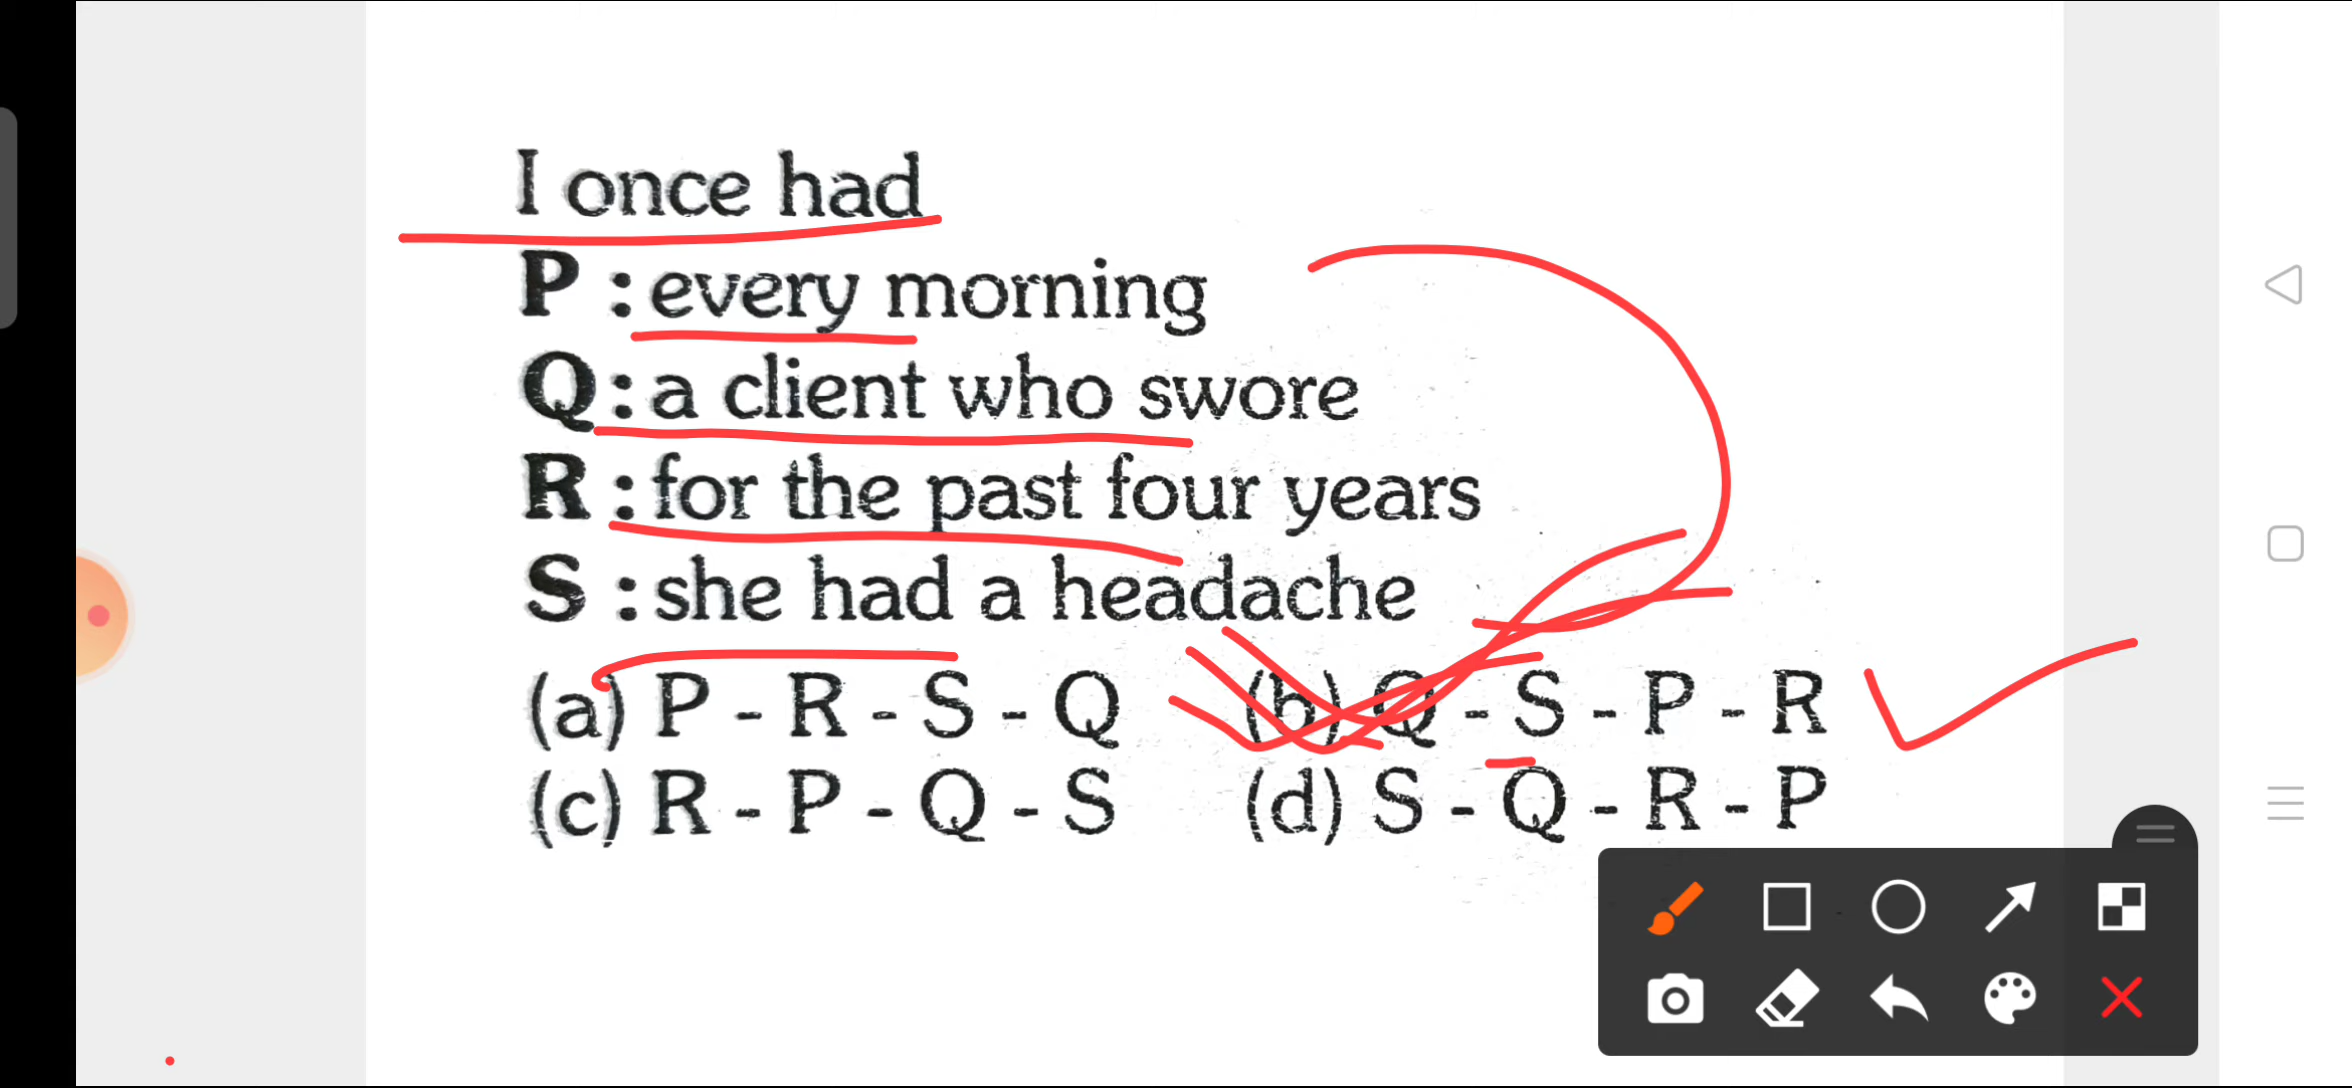 I once had
P : every morning
Q : a client who swore
R : for the past four years
S : she had a headache
(a) P - R - S - Q (b) Q - S - P - R
(c) R - P - Q - S (d) S - Q - R - P